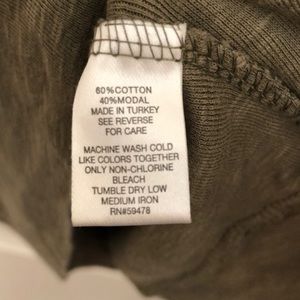 60%COTTON
40%MODAL
MADE IN TURKEY
SEE REVERSE
FOR CARE
MACHINE WASH COLD
LIKE COLORS TOGETHER
ONLY NON-CHLORINE
BLEACH
TUMBLE DRY LOW
MEDIUM IRON
RN#59478